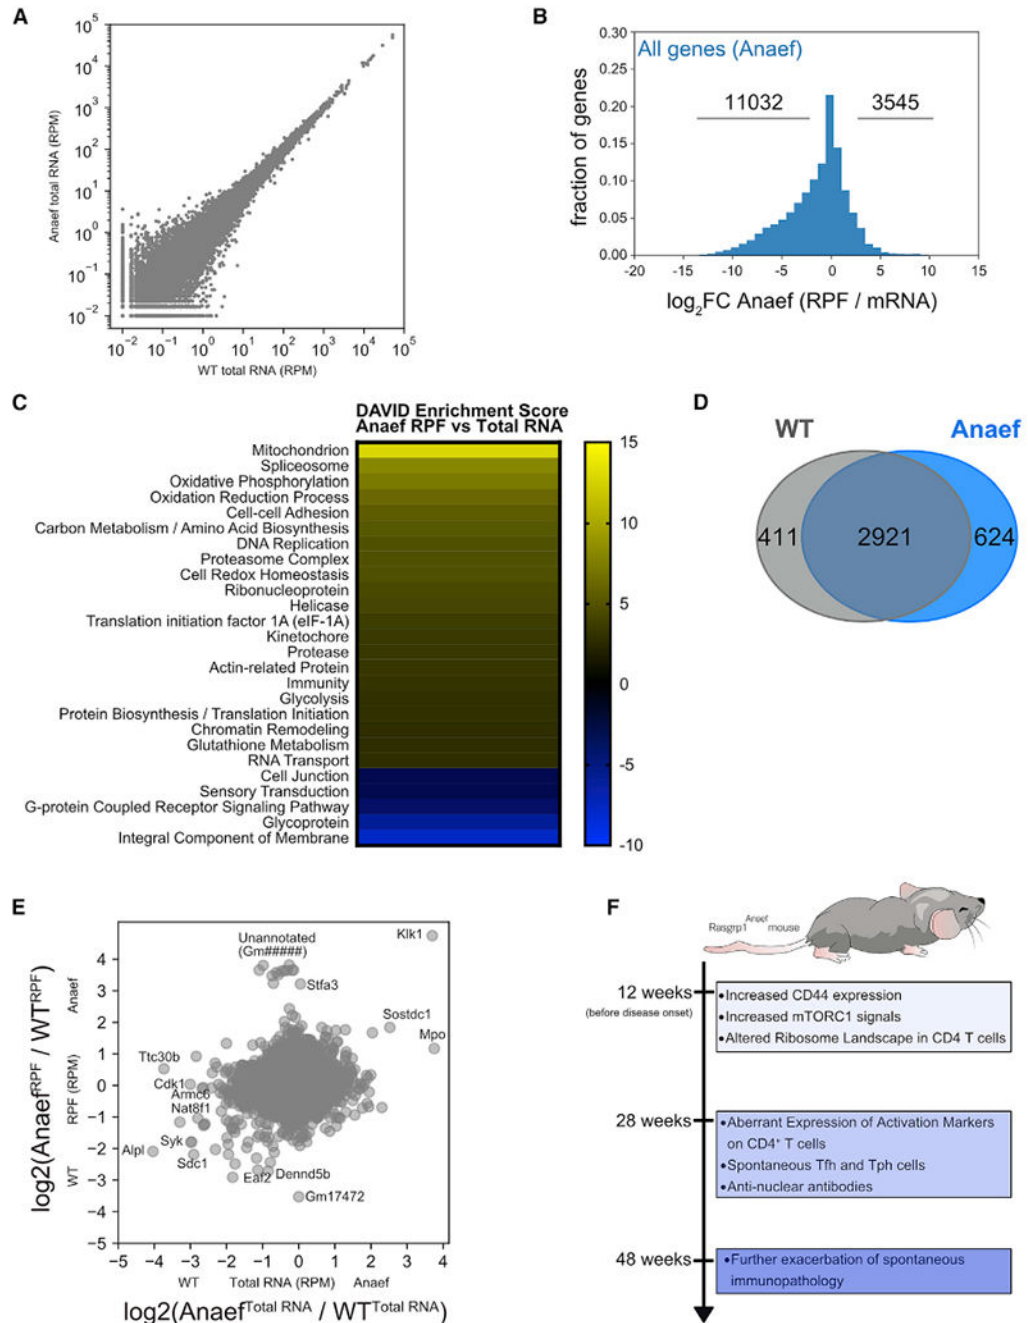 A
10^5
10^4
10^3
10^2
10^1
10^0
10^-1
10^-2
Anaef total RNA (RPM)
10^-2 10^-1 10^0 10^1 10^2 10^3 10^4 10^5
WT total RNA (RPM)
B
All genes (Anaef)
11032
3545
0.30
0.25
0.20
0.15
0.10
0.05
0.00
fraction of genes
-20 -15 -10 -5 0 5 10 15
log2FC Anaef (RPF / mRNA)
C
DAVID Enrichment Score
Anaef RPF vs Total RNA
Mitochondrion
Spliceosome
Oxidative Phosphorylation
Oxidation Reduction Process
Cell-cell Adhesion
Carbon Metabolism / Amino Acid Biosynthesis
DNA Replication
Proteasome Complex
Cell Redox Homeostasis
Ribonucleoprotein
Helicase
Translation initiation factor 1A (eIF-1A)
Kinetochore
Protease
Actin-related Protein
Immunity
Glycolysis
Protein Biosynthesis / Translation Initiation
Chromatin Remodeling
Glutathione Metabolism
RNA Transport
Cell Junction
Sensory Transduction
G-protein Coupled Receptor Signaling Pathway
Glycoprotein
Integral Component of Membrane
15
10
5
0
-5
-10
D
WT
Anaef
411
2921
624
E
log2(Anaef^RPF / WT^RPF)
WT RPF (RPM) Anaef
4
3
2
1
0
−1
−2
−3
−4
−5
Unannotated
(Gm#####)
Klk1
Stfa3
Sostdc1
Mpo
Ttc30b
Cdk1
Armc6
Nat8f1
Syk
Alpl
Sdc1
Eaf2
Dennd5b
Gm17472
−5 −4 −3 −2 −1 0 1 2 3 4
WT Total RNA (RPM) Anaef
log2(Anaef^Total RNA / WT^Total RNA)
F
Rasgrp1^Anaef mouse
12 weeks
(before disease onset)
•Increased CD44 expression
•Increased mTORC1 signals
•Altered Ribosome Landscape in CD4 T cells
28 weeks
•Aberrant Expression of Activation Markers
on CD4+ T cells
•Spontaneous Tfh and Tph cells
•Anti-nuclear antibodies
48 weeks
•Further exacerbation of spontaneous
immunopathology